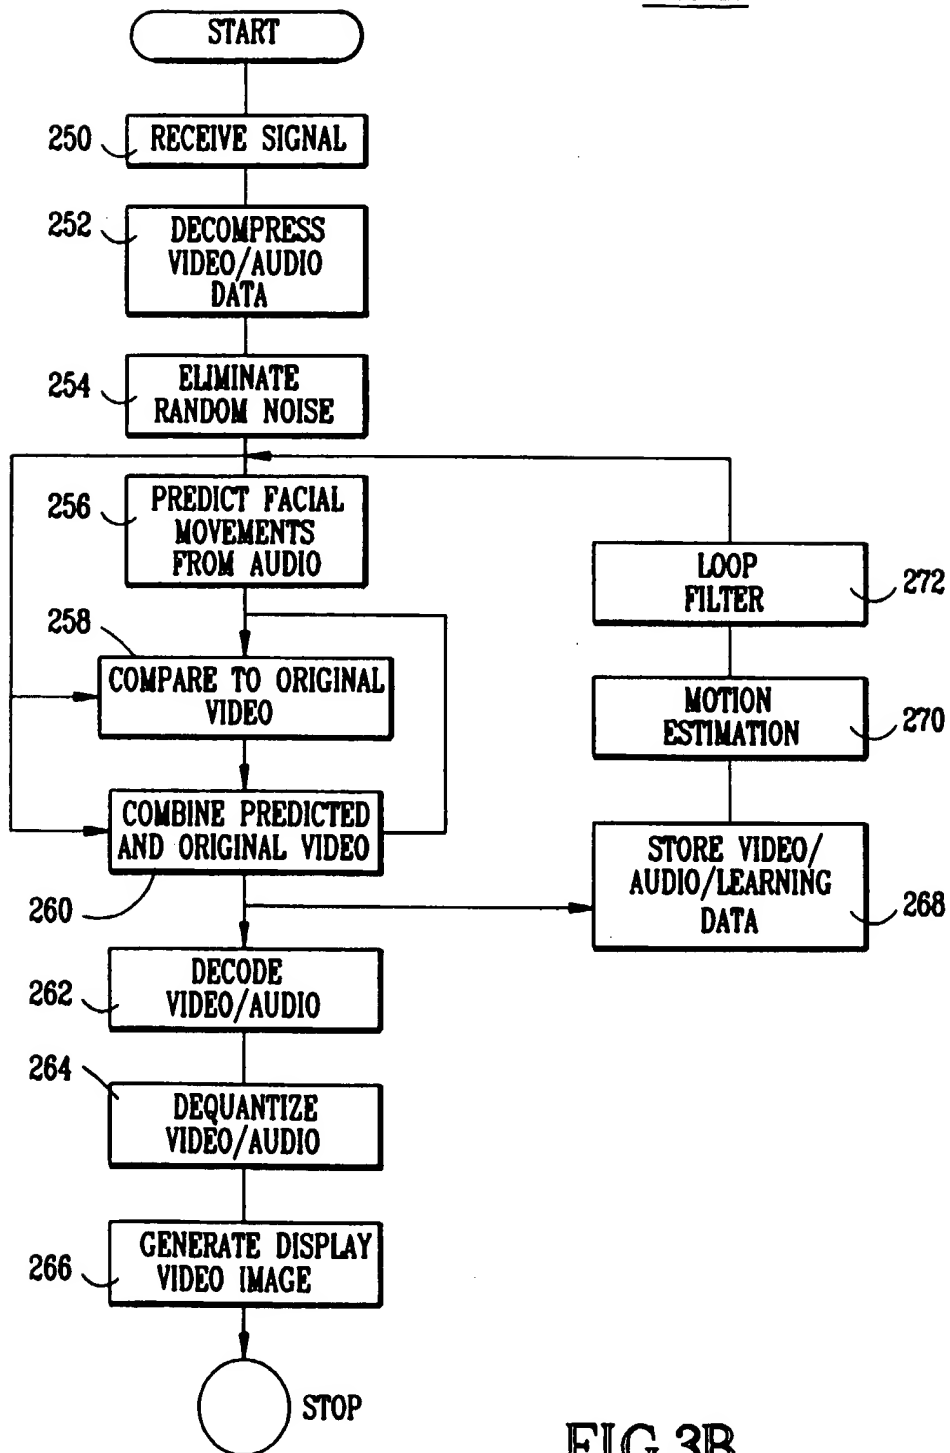 START
250
RECEIVE SIGNAL
252
DECOMPRESS
VIDEO/AUDIO
DATA
254
ELIMINATE
RANDOM NOISE
256
PREDICT FACIAL
MOVEMENTS
FROM AUDIO
258
COMPARE TO ORIGINAL
VIDEO
COMBINE PREDICTED
AND ORIGINAL VIDEO
260
LOOP
FILTER
272
MOTION
ESTIMATION
270
STORE VIDEO/
AUDIO/LEARNING
DATA
268
262
DECODE
VIDEO/AUDIO
264
DEQUANTIZE
VIDEO/AUDIO
266
GENERATE DISPLAY
VIDEO IMAGE
STOP
FIG.3B